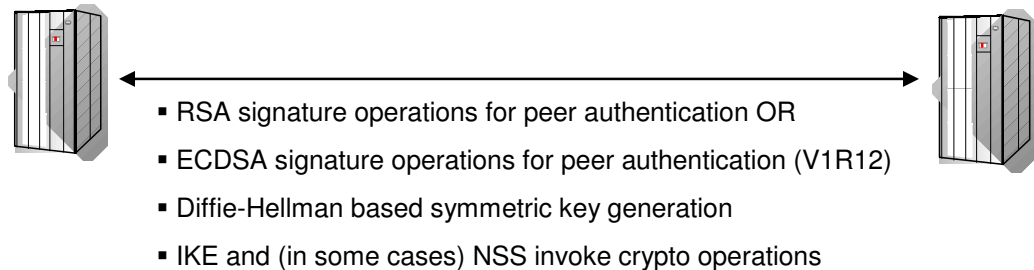 ▪ RSA signature operations for peer authentication OR
▪ ECDSA signature operations for peer authentication (V1R12)
▪ Diffie-Hellman based symmetric key generation
▪ IKE and (in some cases) NSS invoke crypto operations